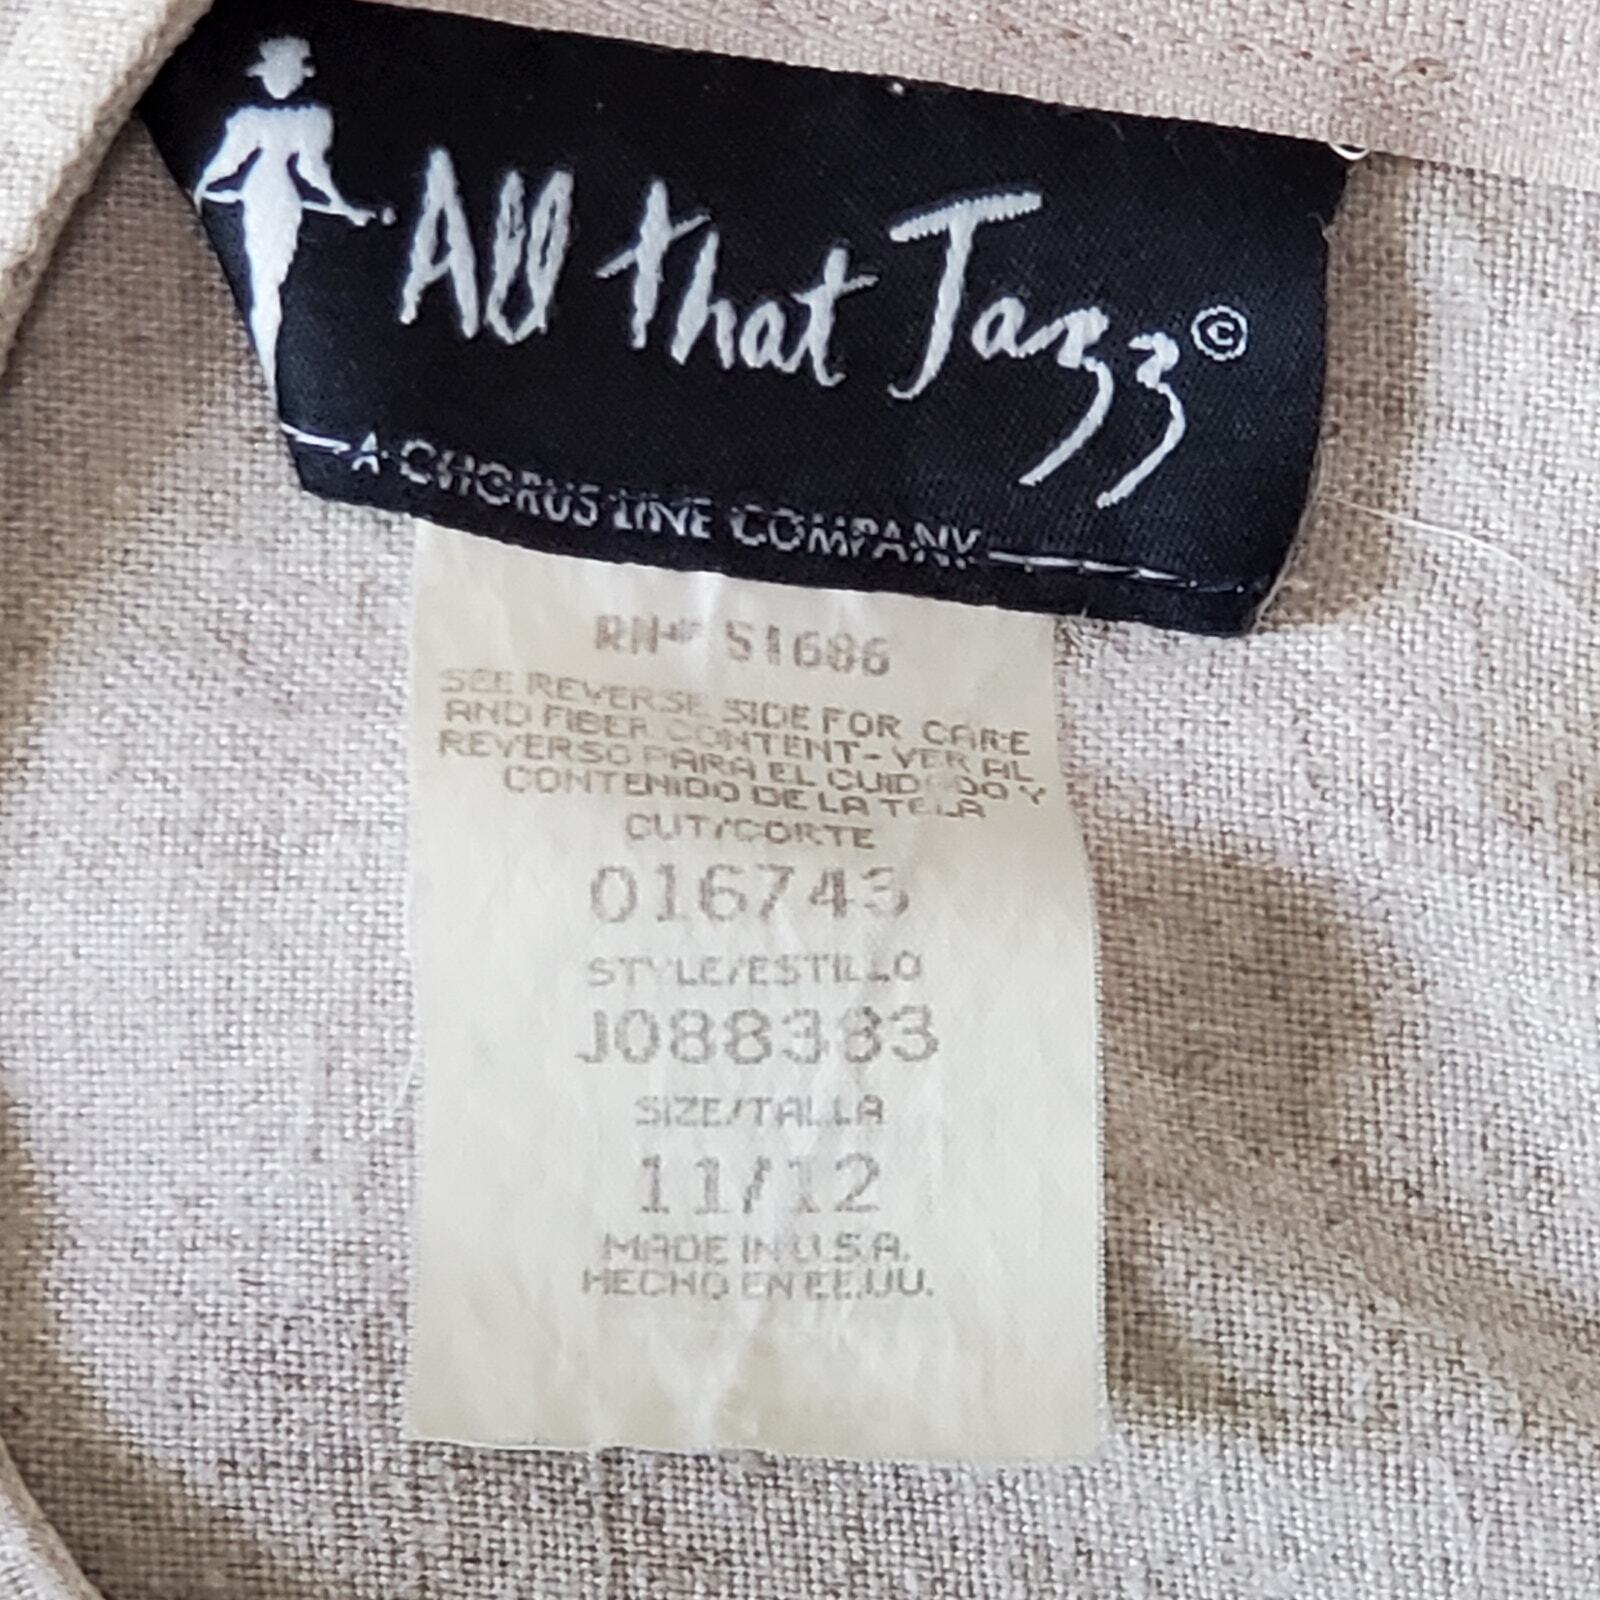 All that Jazz©
A CHORUS LINE COMPANY
RN# 51686
SEE REVERSE SIDE FOR CARE
AND FIBER CONTENT- VER AL
REVERSO PARA EL CUIDADO Y
CONTENIDO DE LA TELA
CUT/CORTE
016743
STYLE/ESTILLO
J088383
SIZE/TALLA
11/12
MADE IN U.S.A.
HECHO EN EE.UU.